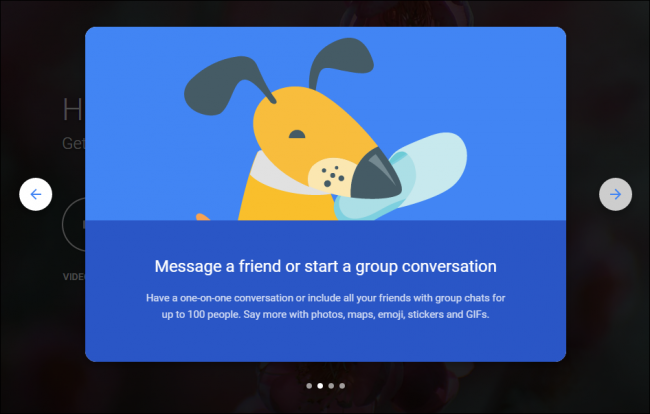 H
Get
VIDEO
Message a friend or start a group conversation
Have a one-on-one conversation or include all your friends with group chats for
up to 100 people. Say more with photos, maps, emoji, stickers and GIFs.